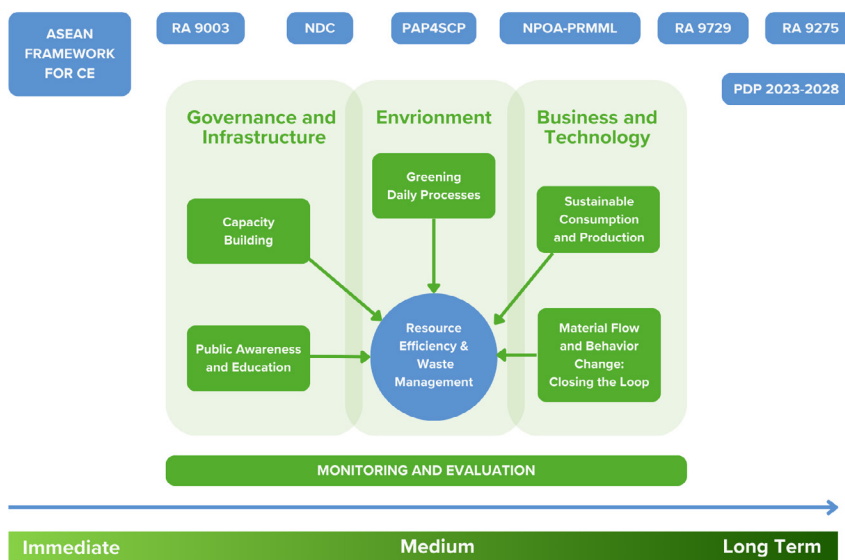 ASEAN
FRAMEWORK
FOR CE
RA 9003
NDC
PAP4SCP
NPOA-PRMML
RA 9729
RA 9275
PDP 2023-2028
Governance and
Infrastructure
Envrionment
Business and
Technology
Greening
Daily Processes
Capacity
Building
Sustainable
Consumption
and Production
Public Awareness
and Education
Resource
Efficiency &
Waste
Management
Material Flow
and Behavior
Change:
Closing the Loop
MONITORING AND EVALUATION
Immediate
Medium
Long Term